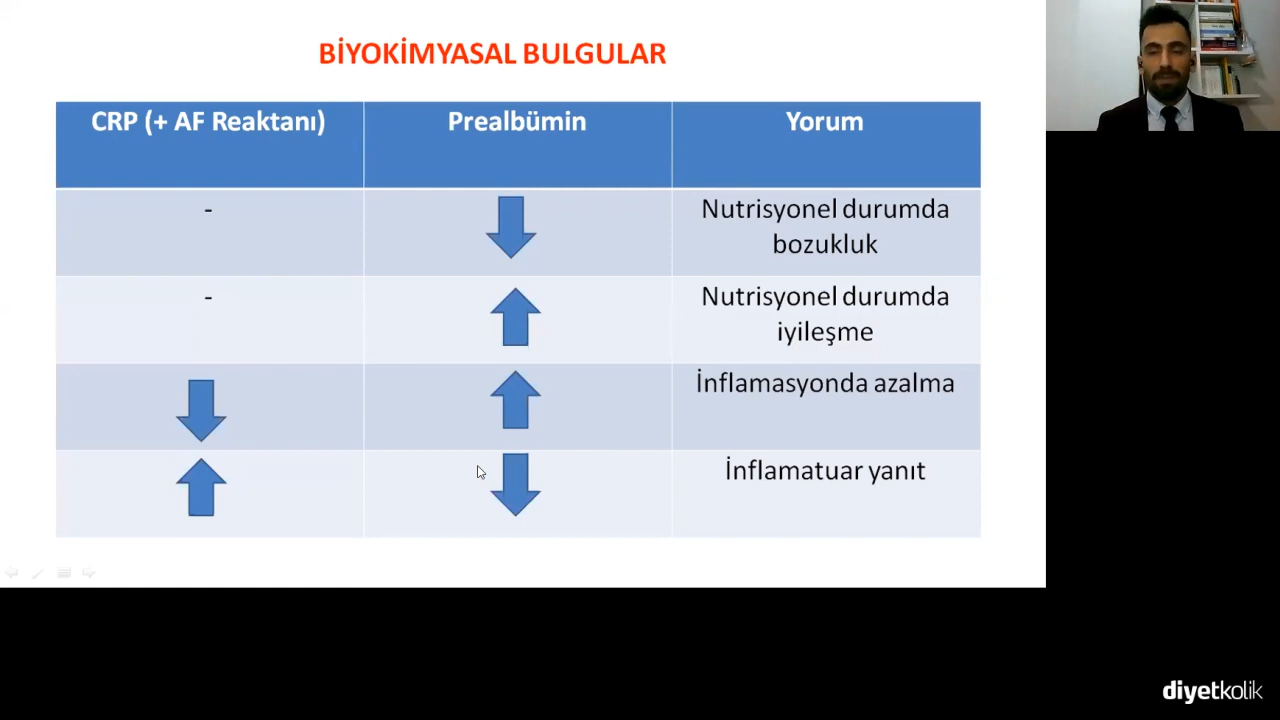 BİYOKİMYASAL BULGULAR
CRP (+ AF Reaktanı)
Prealbümin
Yorum
-
Nutrisyonel durumda
bozukluk
-
Nutrisyonel durumda
iyileşme
İnflamasyonda azalma
İnflamatuar yanıt
diyetkolik